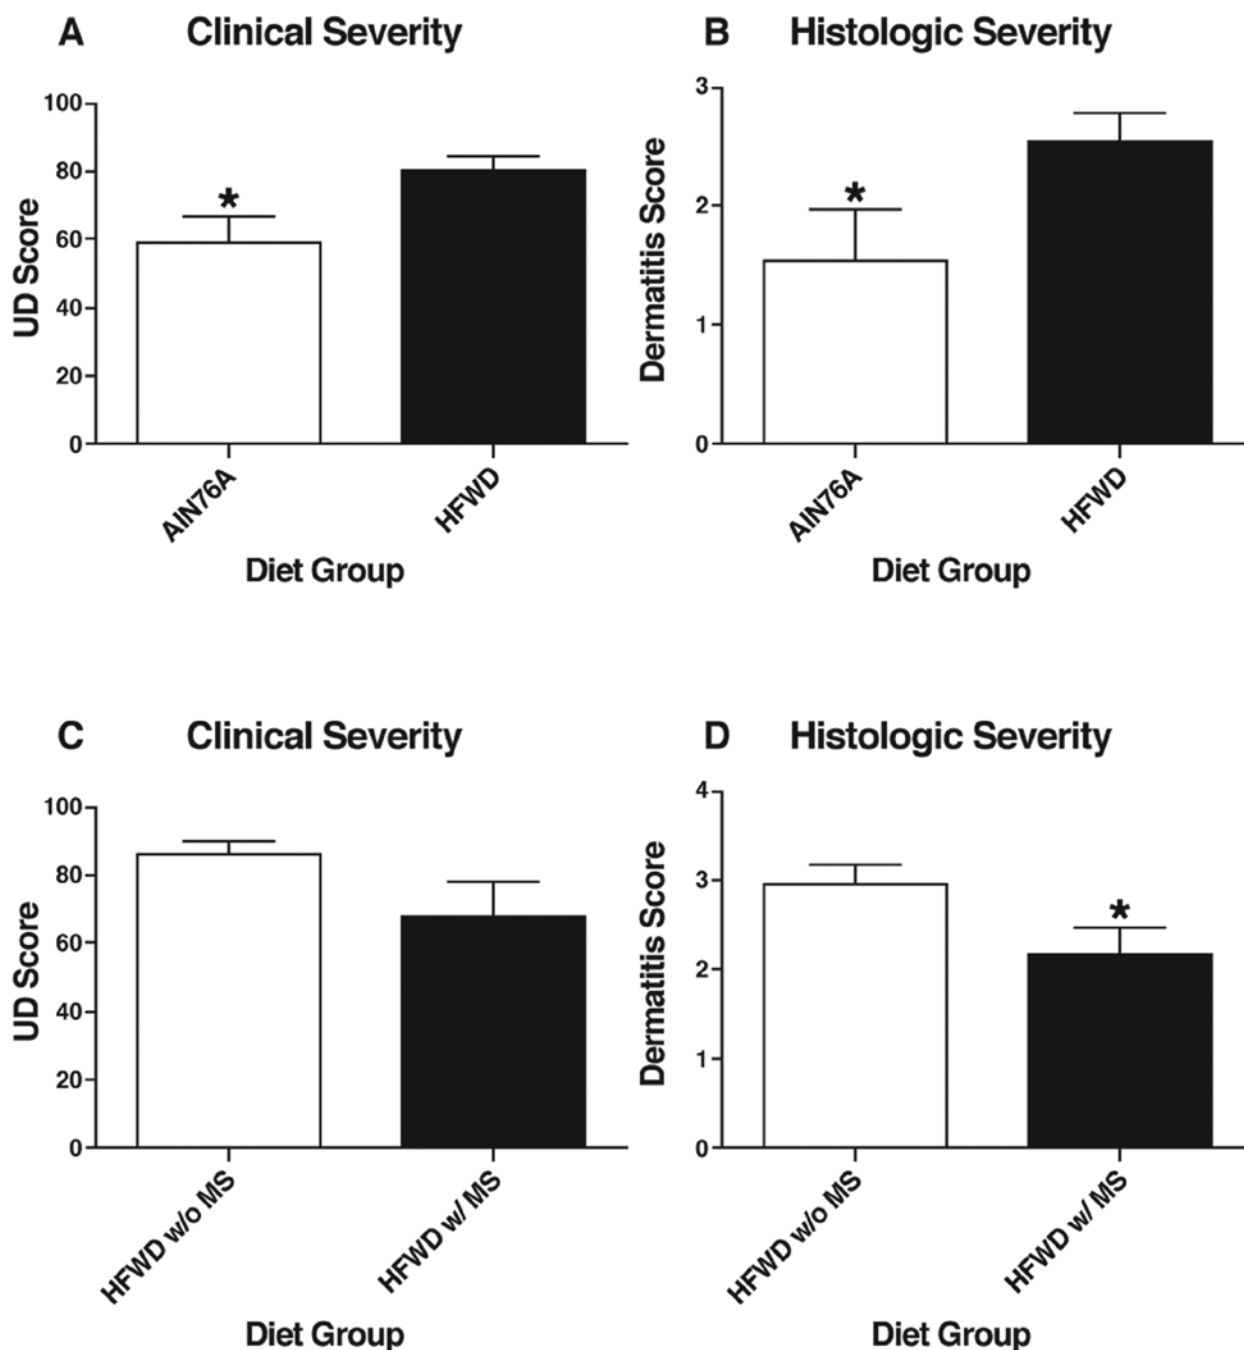 A Clinical Severity
UD Score
100
80
60
40
20
0
*
AIN76A
HFWD
Diet Group
B Histologic Severity
Dermatitis Score
3
2
1
0
*
AIN76A
HFWD
Diet Group
C Clinical Severity
UD Score
100
80
60
40
20
0
HFWD w/o MS
HFWD w/ MS
Diet Group
D Histologic Severity
Dermatitis Score
4
3
2
1
0
*
HFWD w/o MS
HFWD w/ MS
Diet Group